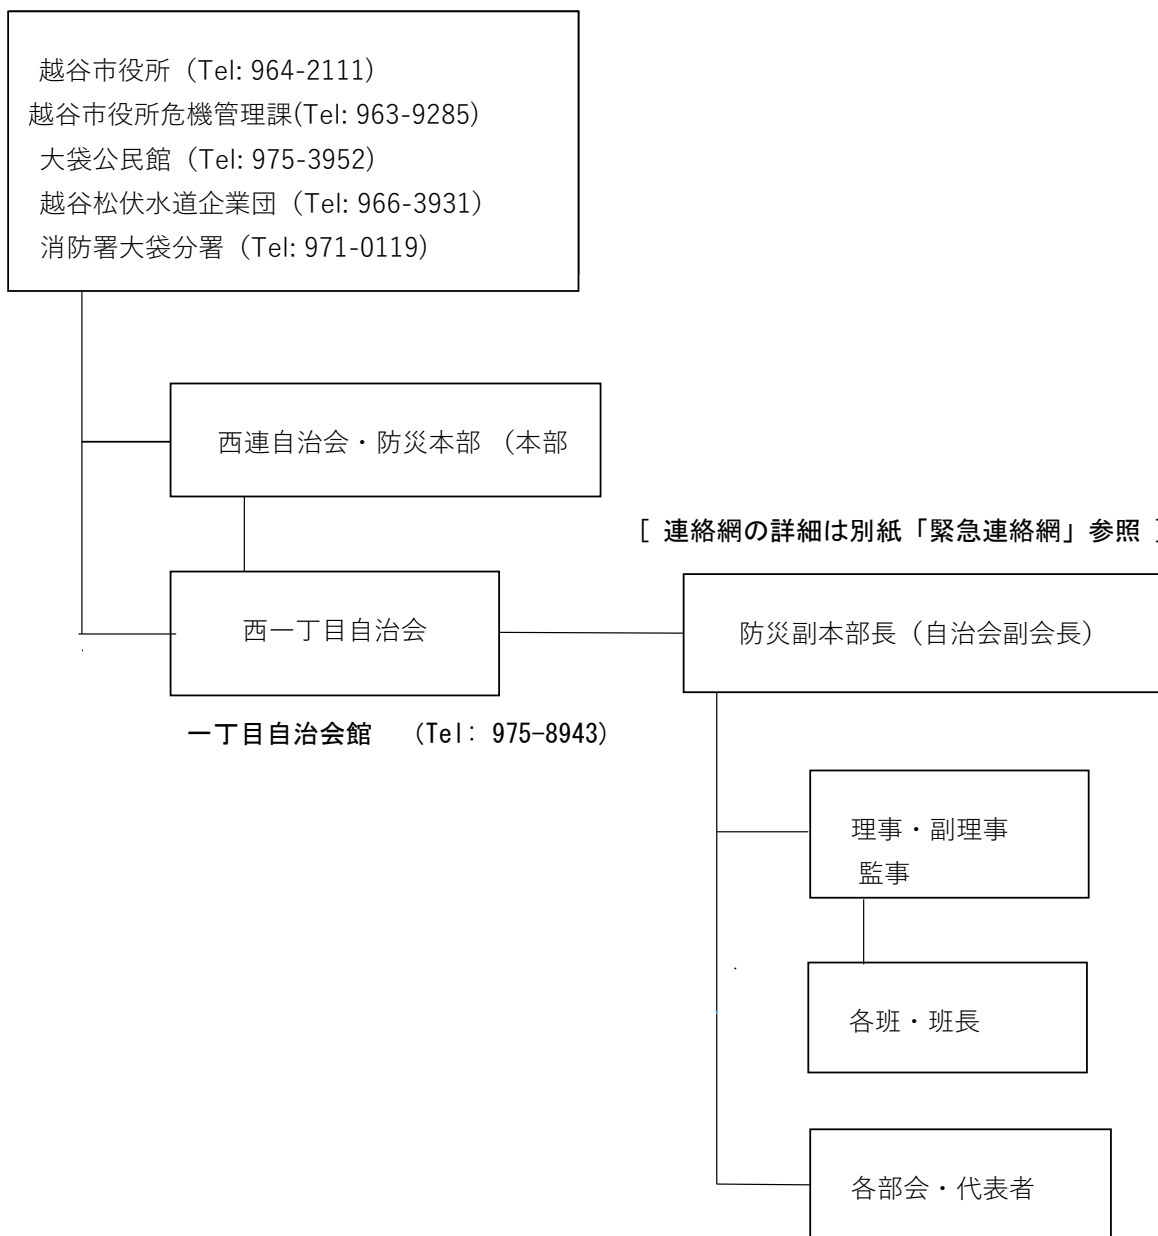 越谷市役所（Tel: 964-2111）
越谷市役所危機管理課(Tel: 963-9285）
大袋公民館（Tel: 975-3952）
越谷松伏水道企業団（Tel: 966-3931）
消防署大袋分署（Tel: 971-0119）
西連自治会・防災本部 （本部
[ 連絡網の詳細は別紙「緊急連絡網」参照 ]
西一丁目自治会
防災副本部長（自治会副会長）
一丁目自治会館 （Tel: 975-8943）
理事・副理事
監事
各班・班長
各部会・代表者